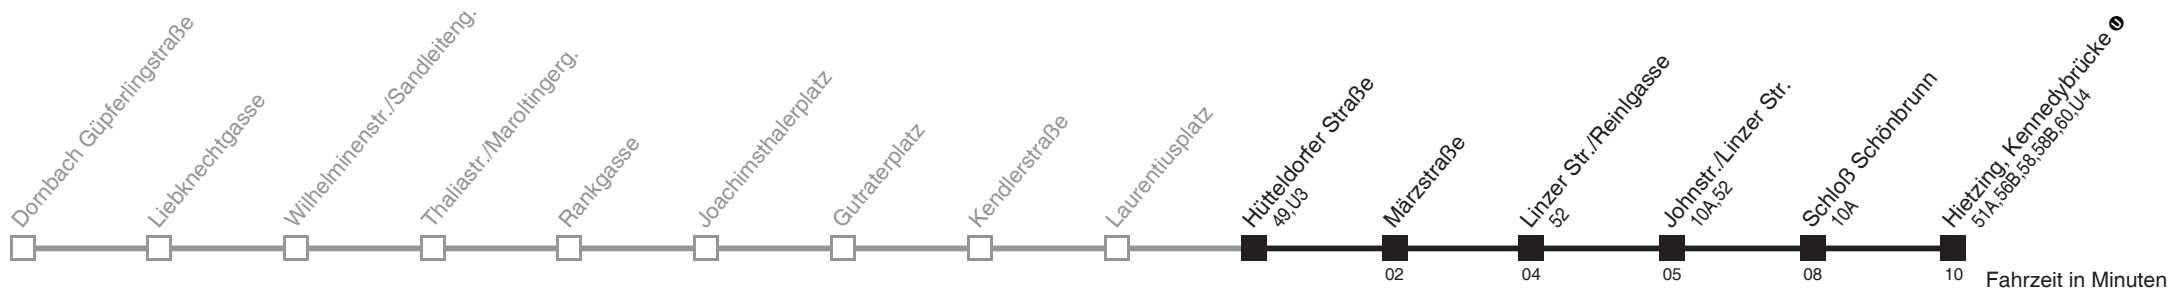 Dornbach Güpferlingstraße
Liebknechtgasse
Wilhelminenstr./Sandleiteng.
Thaliastr./Maroltingerg.
Rankgasse
Joachimsthalerplatz
Gutraterplatz
Kendlerstraße
Laurentiusplatz
Hütteldorfer Straße
49,U3
Märzstraße
Linzer Str./Reinlgasse
52
Johnstr./Linzer Str.
10A,52
Schloß Schönbrunn
10A
Hietzing, Kennedybrücke U
51A,56B,58,58B,60,U4
02
04
05
08
10
Fahrzeit in Minuten